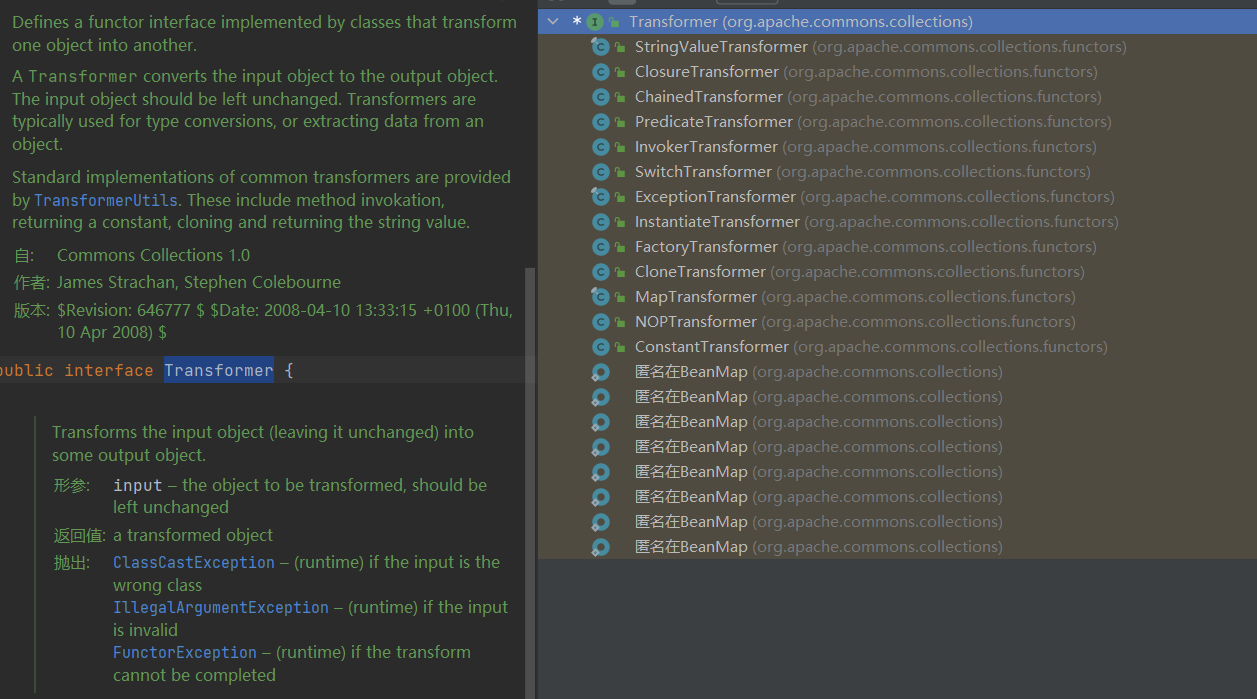 Defines a functor interface implemented by classes that transform
one object into another.
A Transformer converts the input object to the output object.
The input object should be left unchanged. Transformers are
typically used for type conversions, or extracting data from an
object.
Standard implementations of common transformers are provided
by TransformerUtils. These include method invokation,
returning a constant, cloning and returning the string value.
自: Commons Collections 1.0
作者: James Strachan, Stephen Colebourne
版本: $Revision: 646777 $ $Date: 2008-04-10 13:33:15 +0100 (Thu,
10 Apr 2008) $
public interface Transformer {
Transforms the input object (leaving it unchanged) into
some output object.
形参: input – the object to be transformed, should be
left unchanged
返回值: a transformed object
抛出: ClassCastException – (runtime) if the input is the
wrong class
IllegalArgumentException – (runtime) if the input
is invalid
FunctorException – (runtime) if the transform
cannot be completed
* I Transformer (org.apache.commons.collections)
C StringValueTransformer (org.apache.commons.collections.functors)
C ClosureTransformer (org.apache.commons.collections.functors)
C ChainedTransformer (org.apache.commons.collections.functors)
C PredicateTransformer (org.apache.commons.collections.functors)
C InvokerTransformer (org.apache.commons.collections.functors)
C SwitchTransformer (org.apache.commons.collections.functors)
C ExceptionTransformer (org.apache.commons.collections.functors)
C InstantiateTransformer (org.apache.commons.collections.functors)
C FactoryTransformer (org.apache.commons.collections.functors)
C CloneTransformer (org.apache.commons.collections.functors)
C MapTransformer (org.apache.commons.collections.functors)
C NOPTransformer (org.apache.commons.collections.functors)
C ConstantTransformer (org.apache.commons.collections.functors)
匿名在BeanMap (org.apache.commons.collections)
匿名在BeanMap (org.apache.commons.collections)
匿名在BeanMap (org.apache.commons.collections)
匿名在BeanMap (org.apache.commons.collections)
匿名在BeanMap (org.apache.commons.collections)
匿名在BeanMap (org.apache.commons.collections)
匿名在BeanMap (org.apache.commons.collections)
匿名在BeanMap (org.apache.commons.collections)